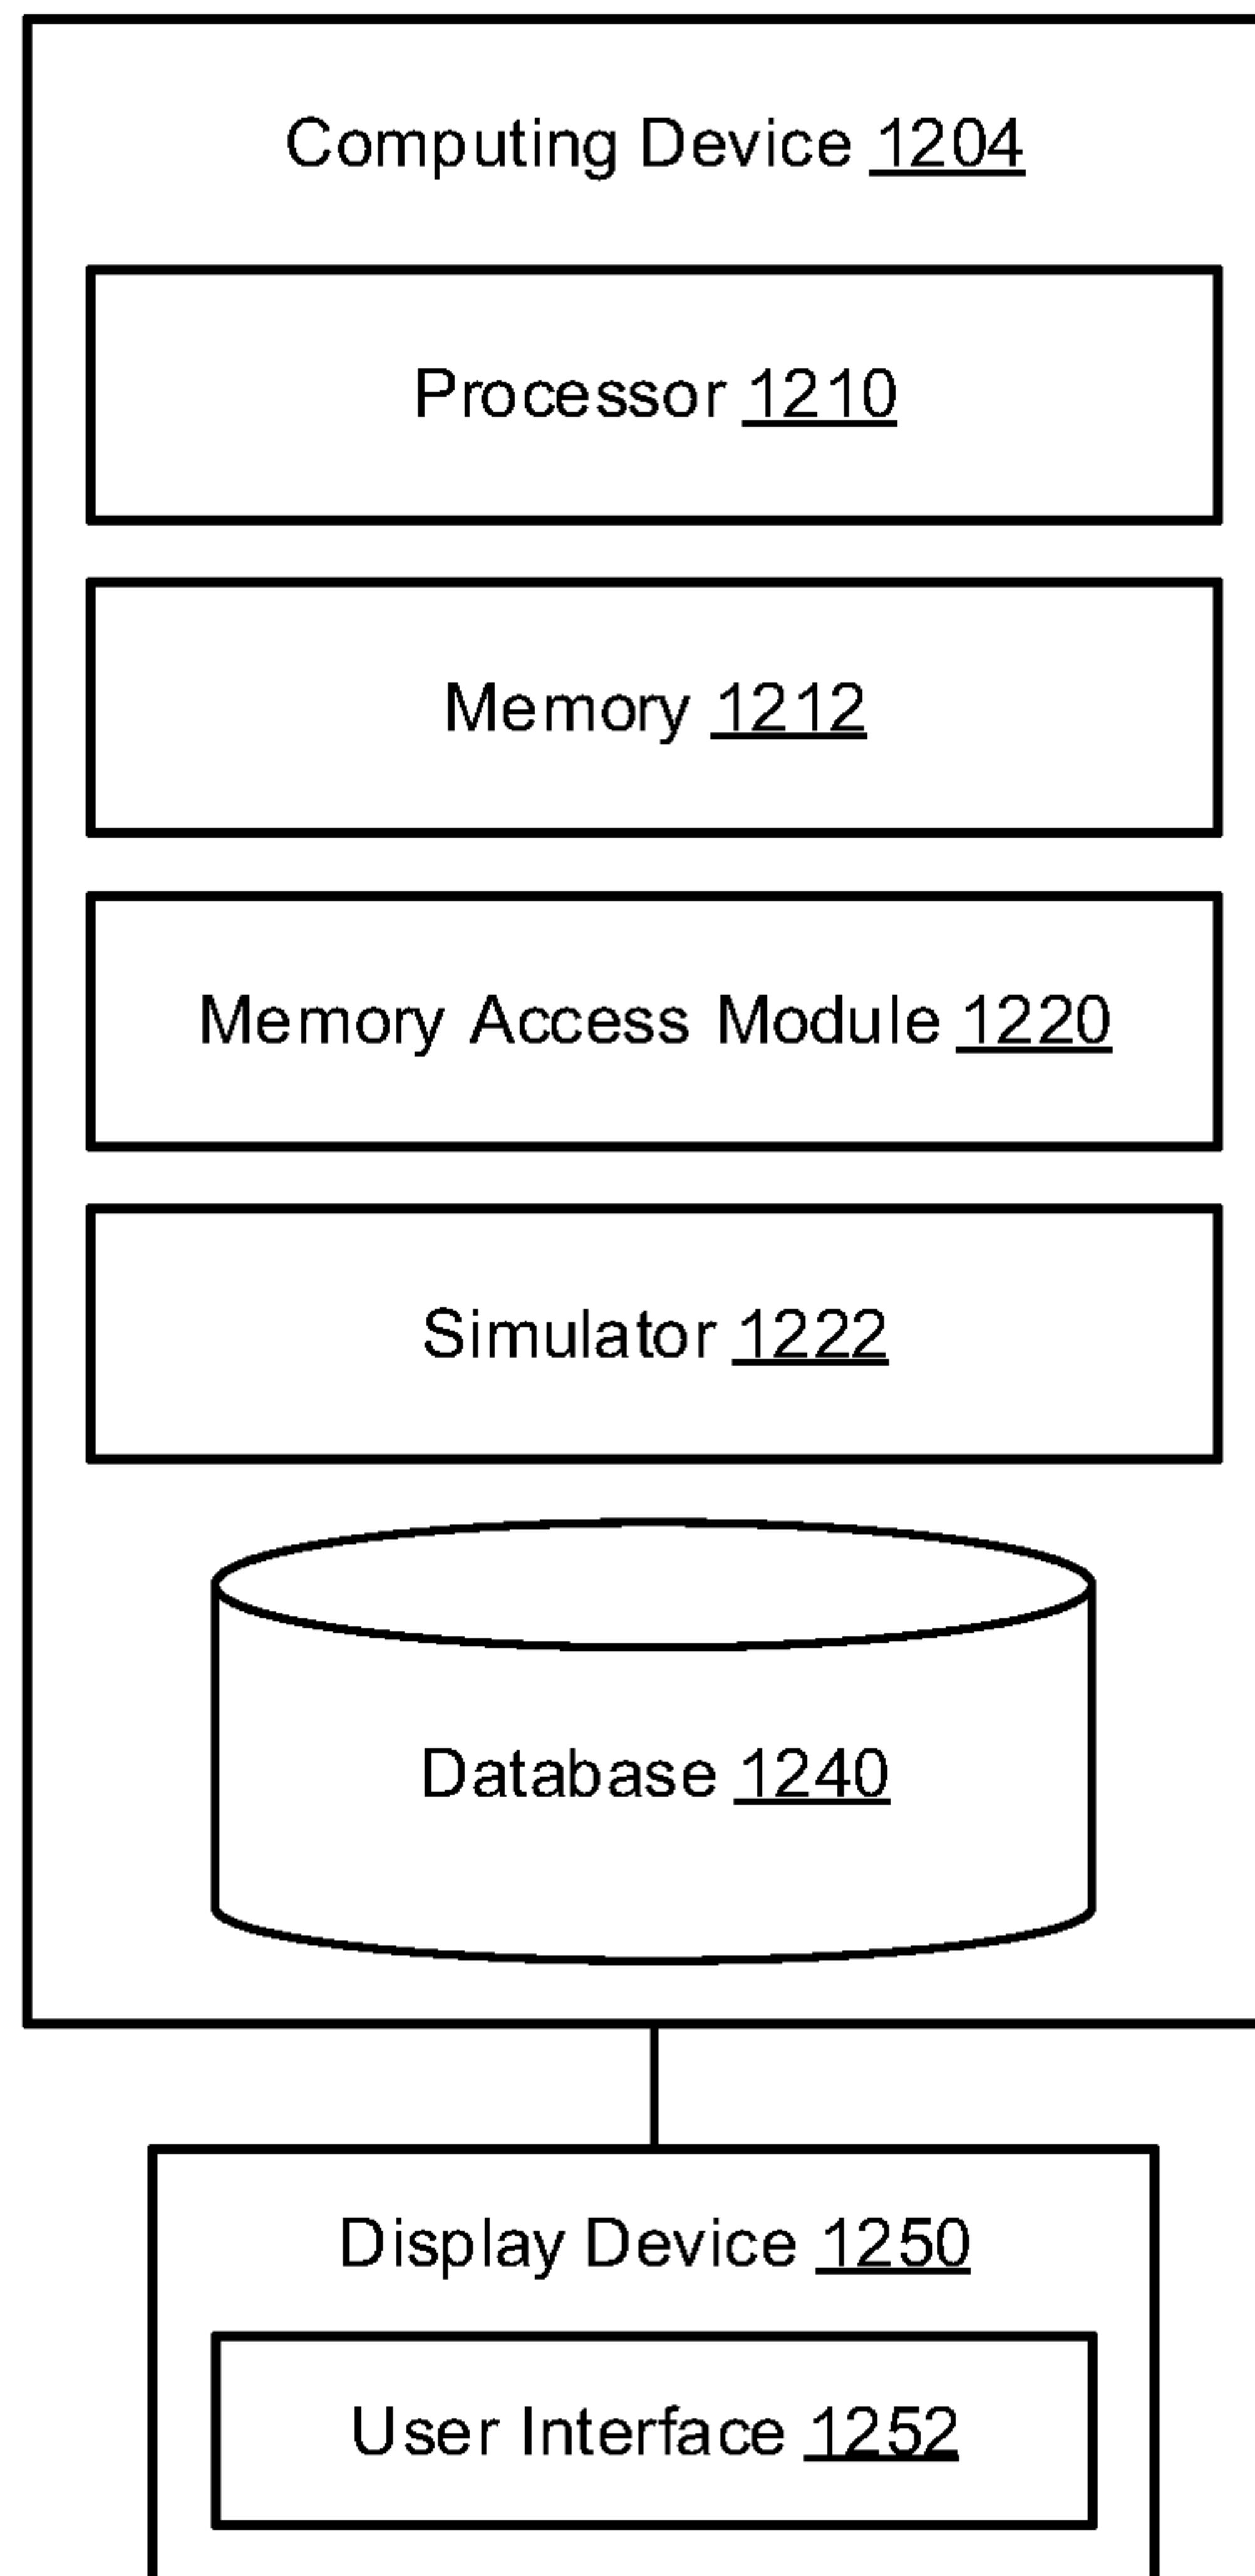 Computing Device 1204
Processor 1210
Memory 1212
Memory Access Module 1220
Simulator 1222
Database 1240
Display Device 1250
User Interface 1252